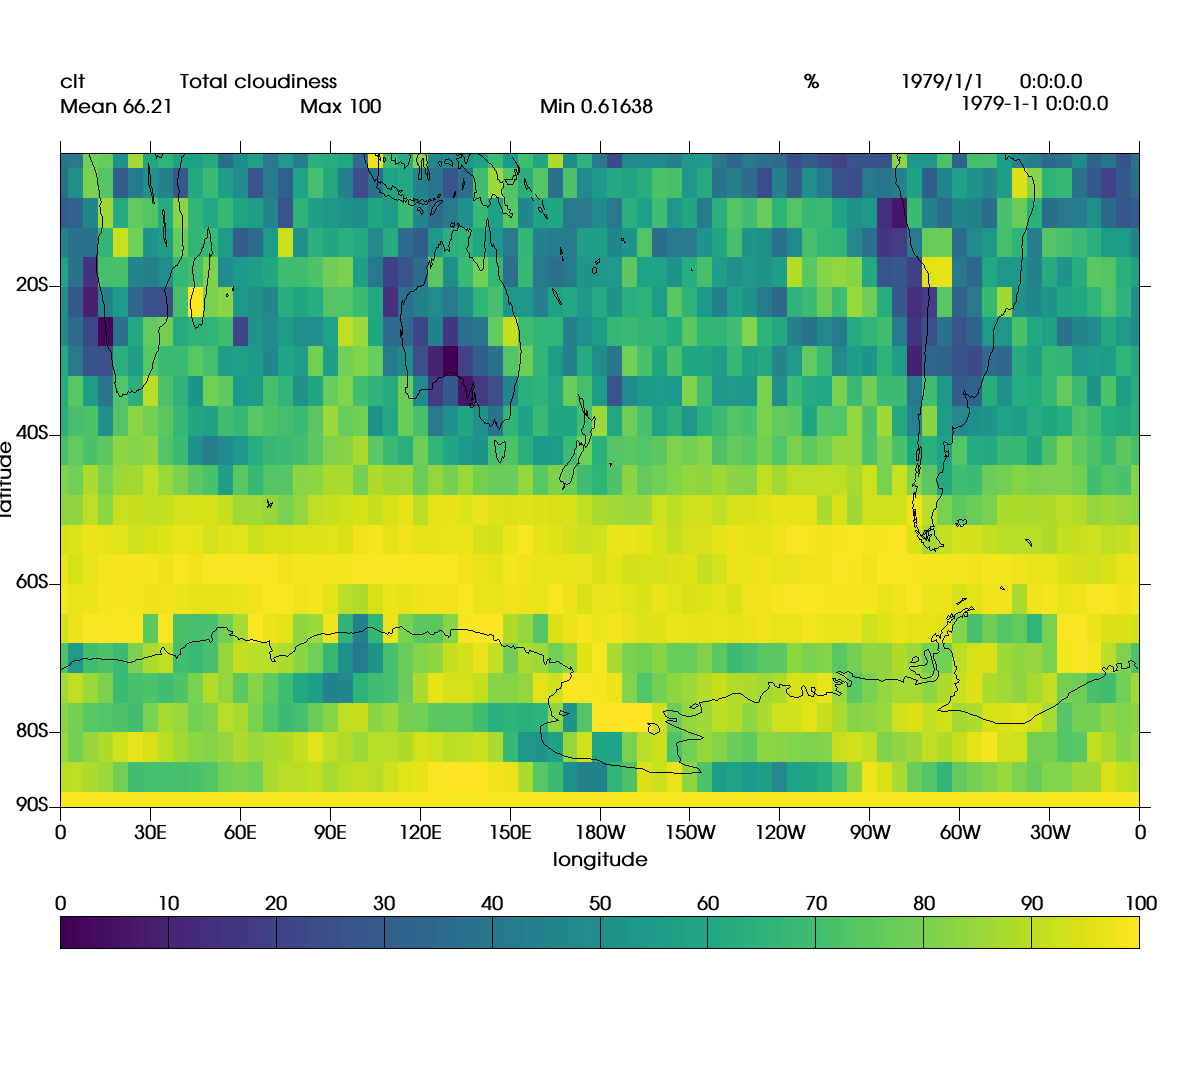 clt Total cloudiness % 1979/1/1 0:0:0.0
Mean 66.21 Max 100 Min 0.61638 1979-1-1 0:0:0.0
20S
40S
latitude
60S
80S
90S
0 30E 60E 90E 120E 150E 180W 150W 120W 90W 60W 30W 0
longitude
0 10 20 30 40 50 60 70 80 90 100